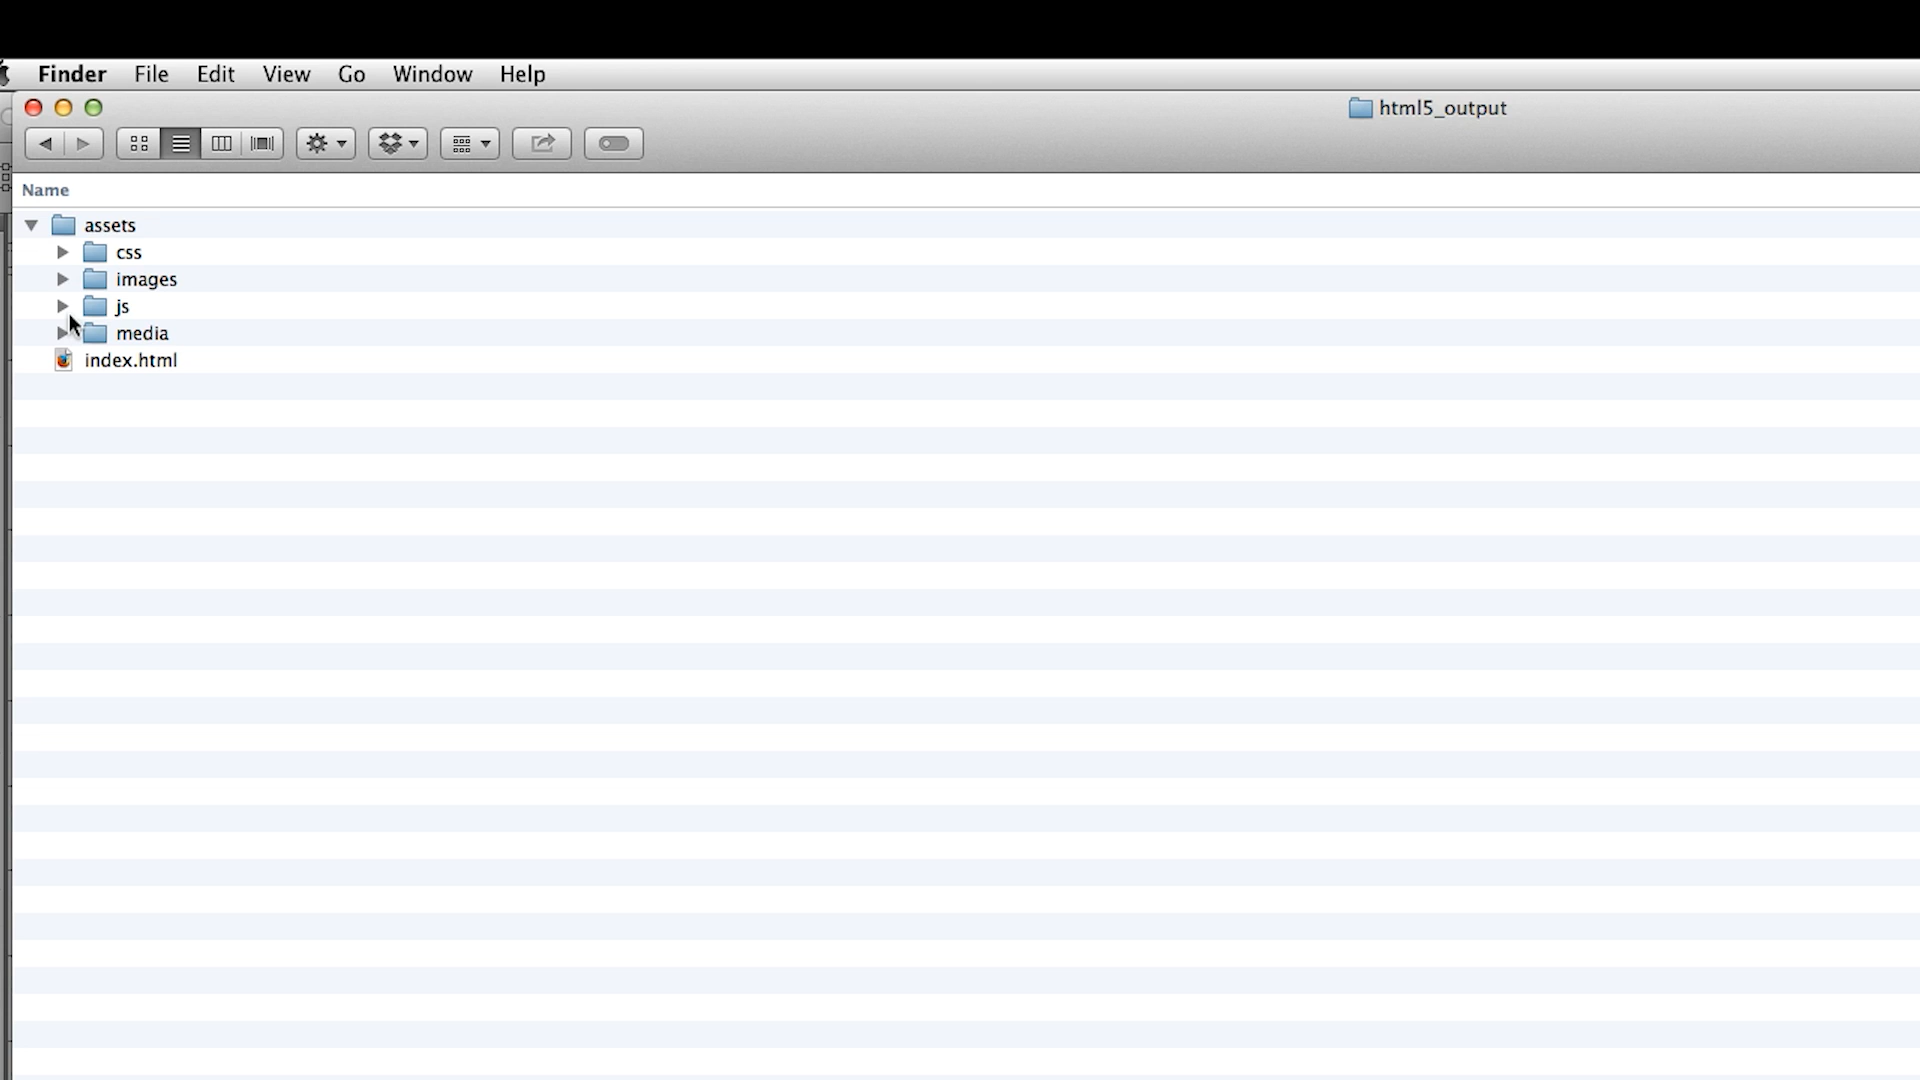 Finder File Edit View Go Window Help
html5_output
Name
assets
css
images
js
media
index.html